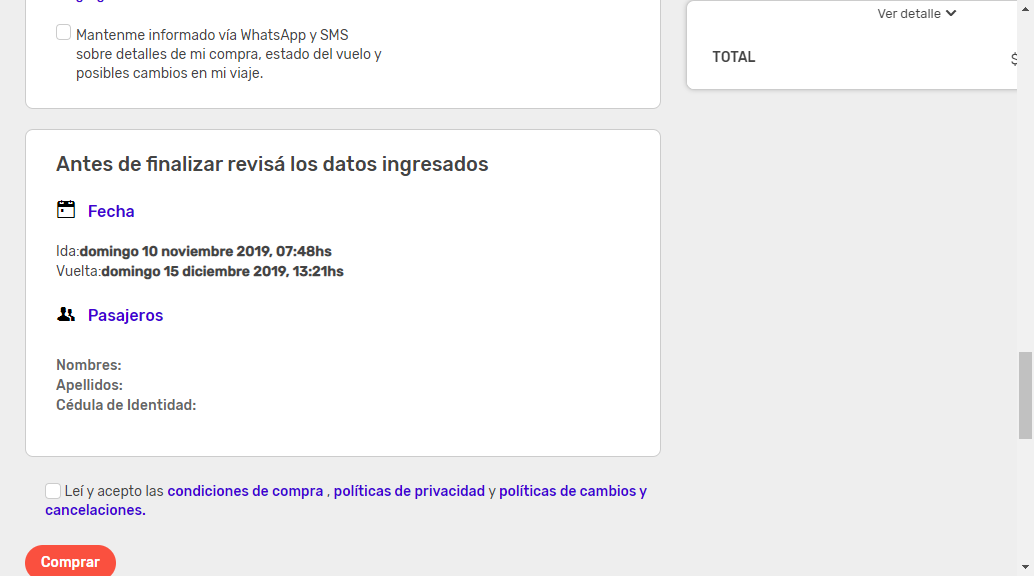 Mantenme informado vía WhatsApp y SMS
sobre detalles de mi compra, estado del vuelo y
posibles cambios en mi viaje.
Ver detalle
TOTAL
$
Antes de finalizar revisá los datos ingresados
Fecha
Ida:domingo 10 noviembre 2019, 07:48hs
Vuelta:domingo 15 diciembre 2019, 13:21hs
Pasajeros
Nombres:
Apellidos:
Cédula de Identidad:
Leí y acepto las condiciones de compra , políticas de privacidad y políticas de cambios y
cancelaciones.
Comprar